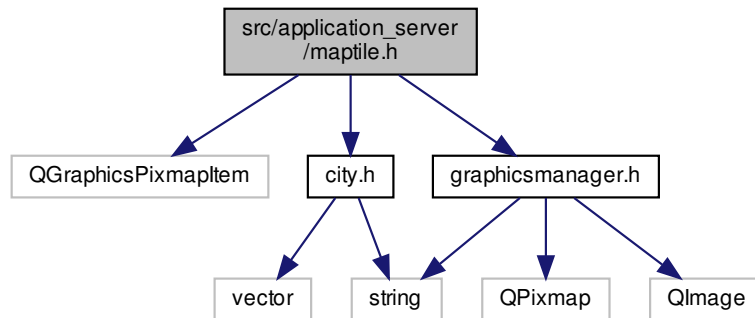 src/application_server
/maptile.h
QGraphicsPixmapItem
city.h
graphicsmanager.h
vector
string
QPixmap
QImage